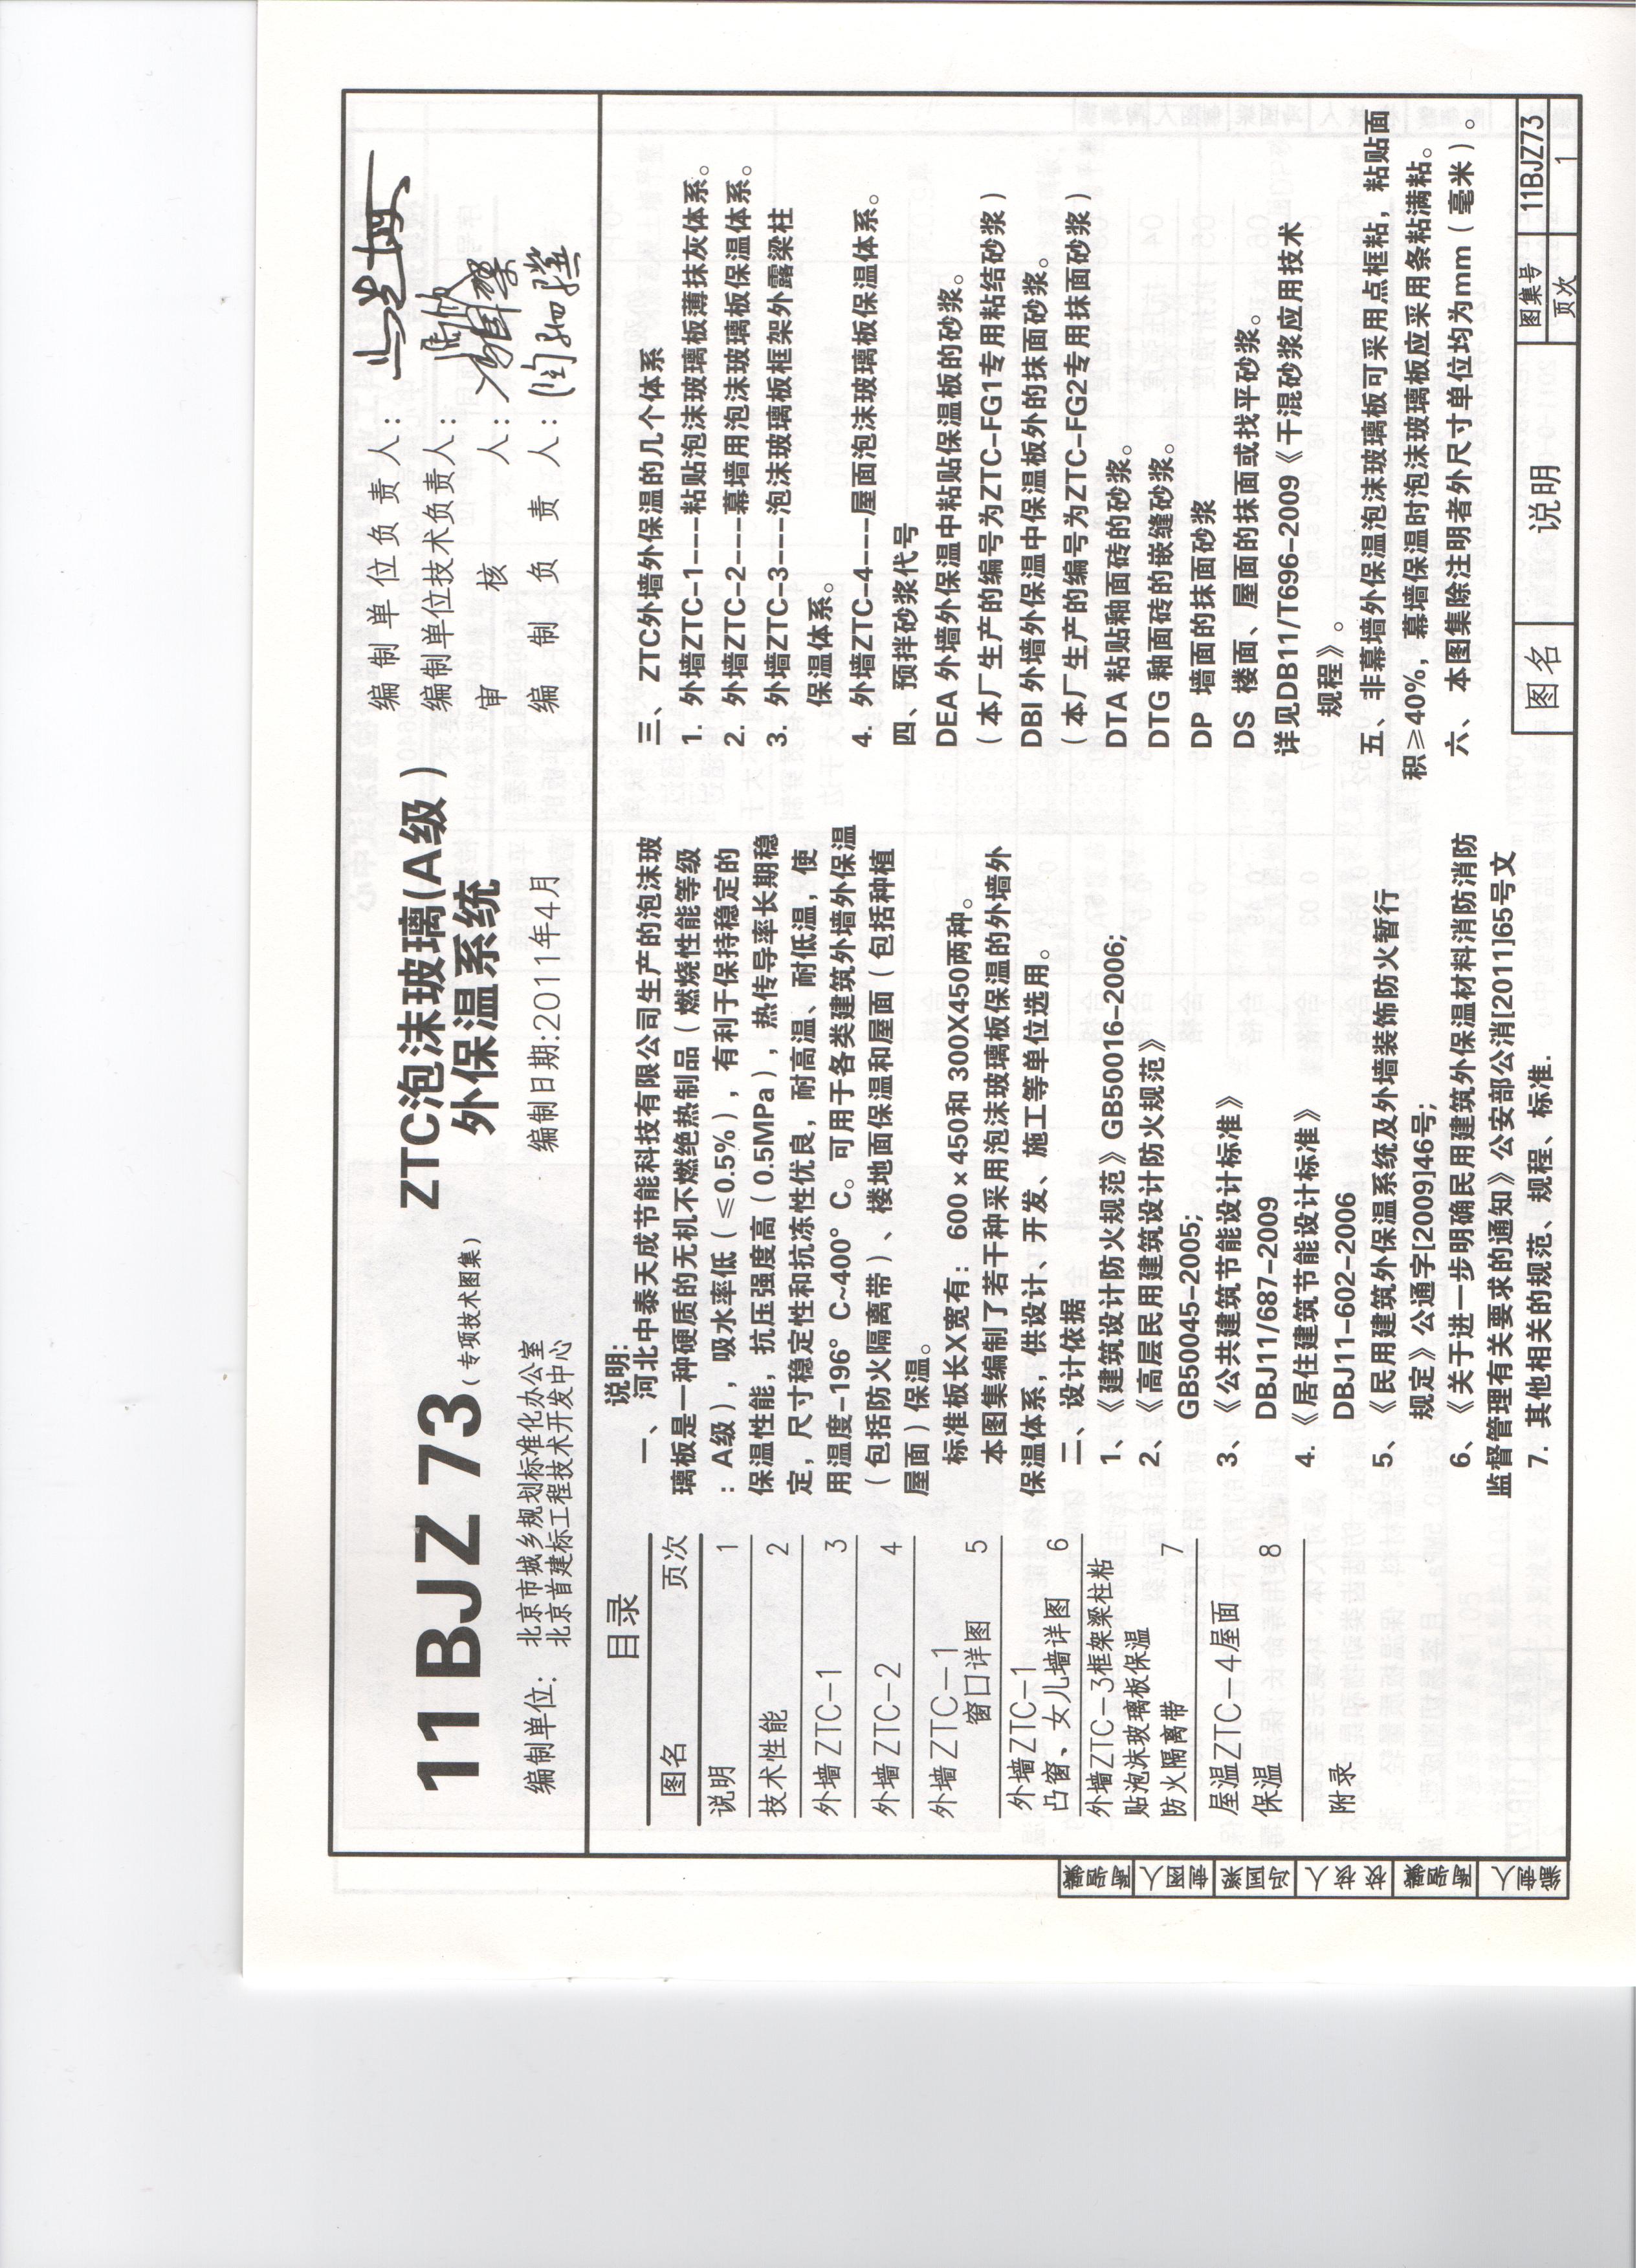 11BJZ73
(专项技术图集)
ZTC泡沫玻璃(A级)
外保温系统
编制单位:
北京市城乡规划标准化办公室
北京首建标工程技术开发中心
编制日期:2011年4月
编制单位负责人:
编制单位技术负责人:
审核人:
编制负责人:
目录
图名 页次
说明 1
技术性能 2
外墙ZTC-1 3
外墙ZTC-2 4
外墙ZTC-1
窗口详图 5
外墙ZTC-1
凸窗、女儿墙详图 6
外墙ZTC-3框架梁柱粘
贴泡沫玻璃板保温
防火隔离带 7
屋温ZTC-4屋面
保温 8
附录
说明:
一、河北中泰天成节能科技有限公司生产的泡沫玻
璃板是一种硬质的无机不燃绝热制品(燃烧性能等级
:A级),吸水率低(≤0.5%),有利于保持稳定的
保温性能,抗压强度高(0.5MPa),热传导率长期稳
定,尺寸稳定性和抗冻性优良,耐高温、耐低温,使
用温度-196°C~400°C。可用于各类建筑外墙外保温
(包括防火隔离带)、楼地面保温和屋面(包括种植
屋面)保温。
标准板长X宽有:600×450和300X450两种。
本图集编制了若干种采用泡沫玻璃板保温的外墙外
保温体系,供设计、开发、施工等单位选用。
二、设计依据
1、《建筑设计防火规范》GB50016-2006;
2、《高层民用建筑设计防火规范》
GB50045-2005;
3、《公共建筑节能设计标准》
DBJ11/687-2009
4.《居住建筑节能设计标准》
DBJ11-602-2006
5、《民用建筑外保温系统及外墙装饰防火暂行
规定》公通字[2009]46号;
6、《关于进一步明确民用建筑外保温材料消防消防
监督管理有关要求的通知》公安部公消[2011]65号文
7. 其他相关的规范、规程、标准.
三、ZTC外墙外保温的几个体系
1. 外墙ZTC-1---粘贴泡沫玻璃板薄抹灰体系。
2. 外墙ZTC-2---幕墙用泡沫玻璃板保温体系。
3. 外墙ZTC-3---泡沫玻璃板框架外露梁柱
保温体系。
4. 外墙ZTC-4---屋面泡沫玻璃板保温体系。
四、预拌砂浆代号
DEA 外墙外保温中粘贴保温板的砂浆。
(本厂生产的编号为ZTC-FG1专用粘结砂浆)
DBI 外墙外保温中保温板外的抹面砂浆。
(本厂生产的编号为ZTC-FG2专用抹面砂浆)
DTA 粘贴釉面砖的砂浆。
DTG 釉面砖的嵌缝砂浆。
DP 墙面的抹面砂浆
DS 楼面、屋面的抹面或找平砂浆。
详见DB11/T696-2009《干混砂浆应用技术
规程》。
五、非幕墙外保温泡沫玻璃板可采用点框粘,粘贴面
积≥40%,幕墙保温时泡沫玻璃板应采用条粘满粘。
六、本图集除注明者外尺寸单位均为mm(毫米)。
图名 说明 图集号 11BJZ73
页次 1
编制人
校核人
制图人